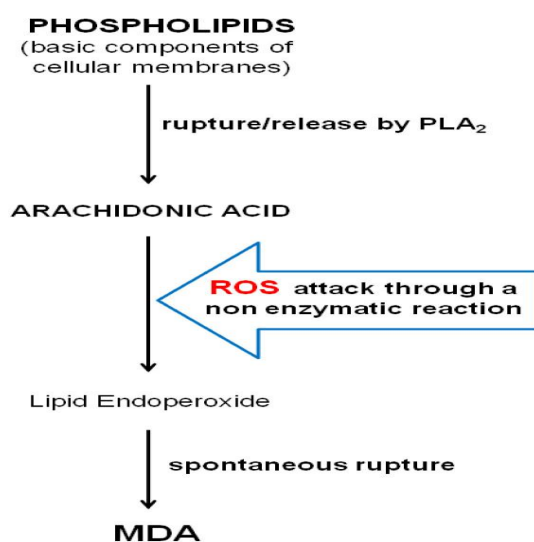 PHOSPHOLIPIDS
(basic components of
cellular membranes)
rupture/release by PLA₂
ARACHIDONIC ACID
ROS attack through a
non enzymatic reaction
Lipid Endoperoxide
spontaneous rupture
MDA